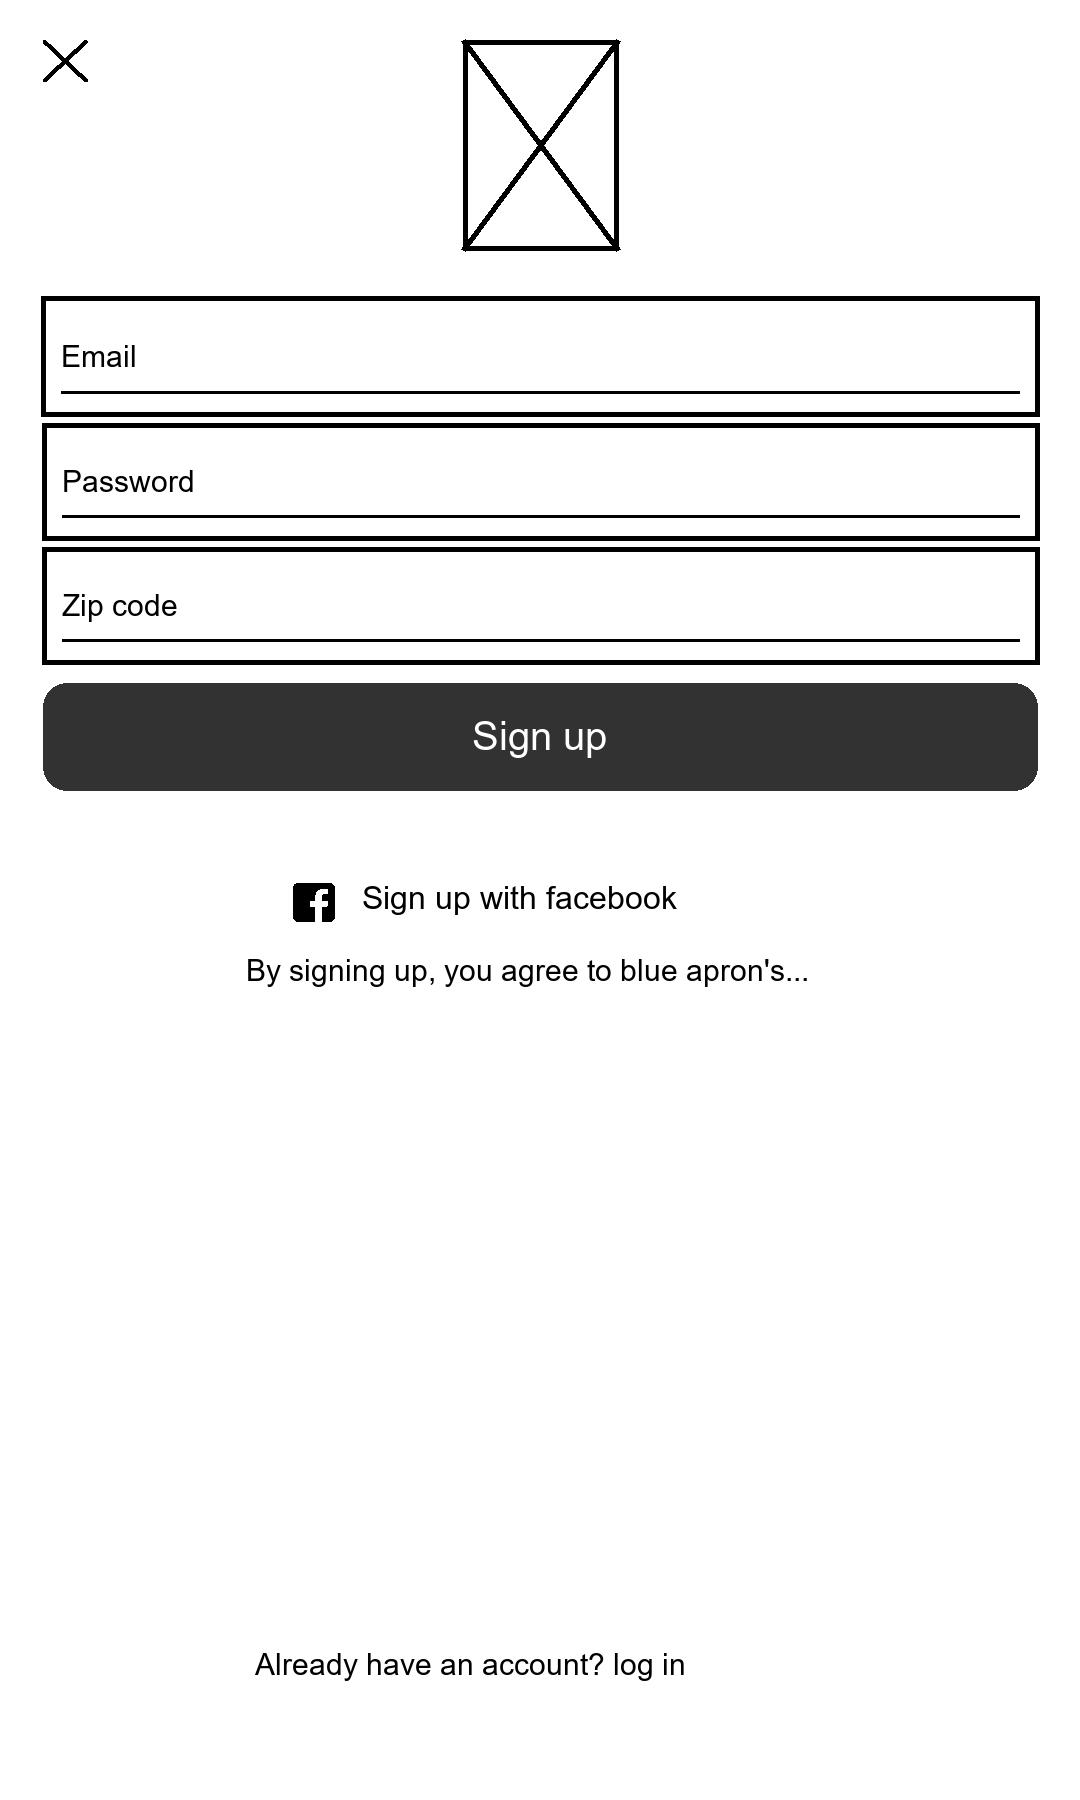 Email
Password
Zip code
Sign up
Sign up with facebook
By signing up, you agree to blue apron's...
Already have an account? log in